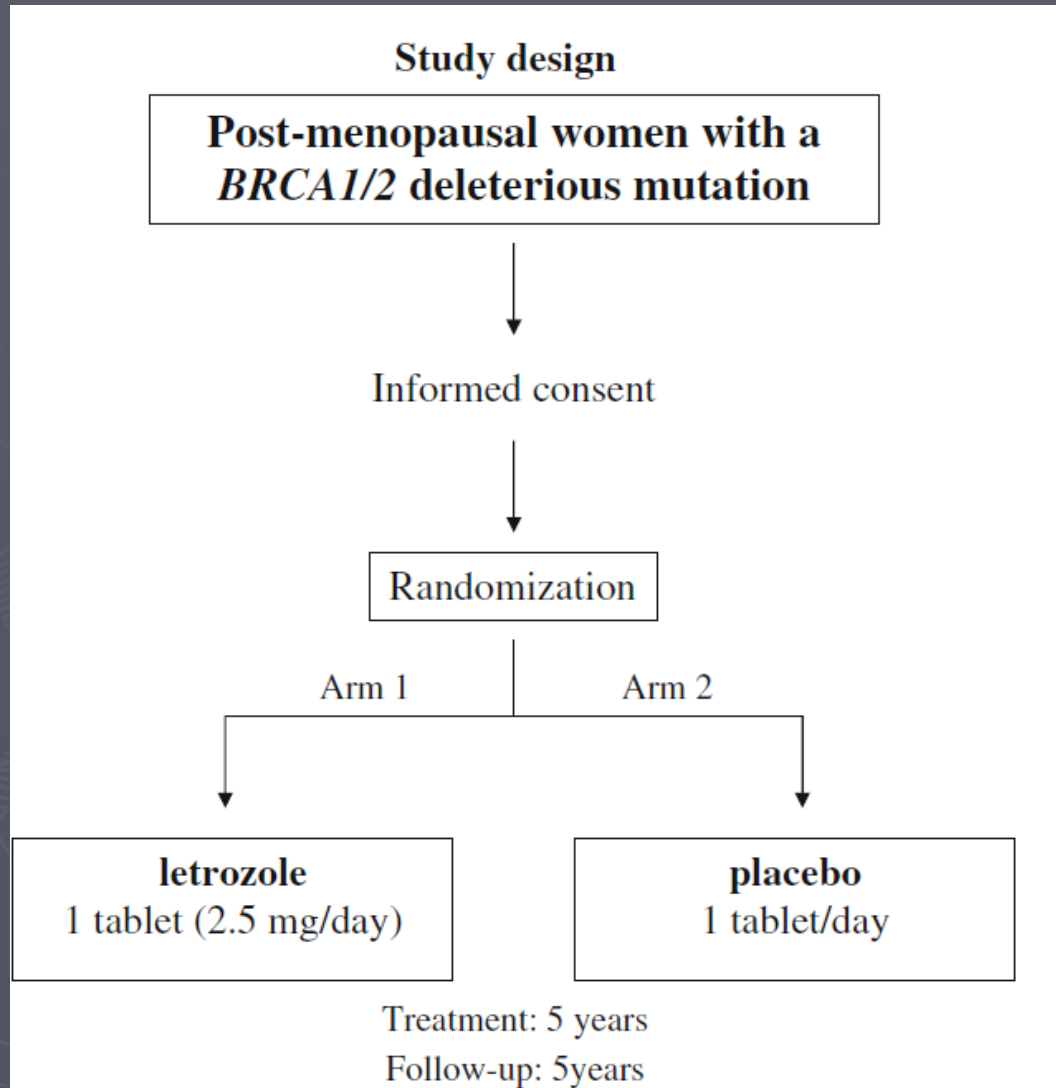 Study design
Post-menopausal women with a
BRCA1/2 deleterious mutation
Informed consent
Randomization
Arm 1
Arm 2
letrozole
1 tablet (2.5 mg/day)
placebo
1 tablet/day
Treatment: 5 years
Follow-up: 5years